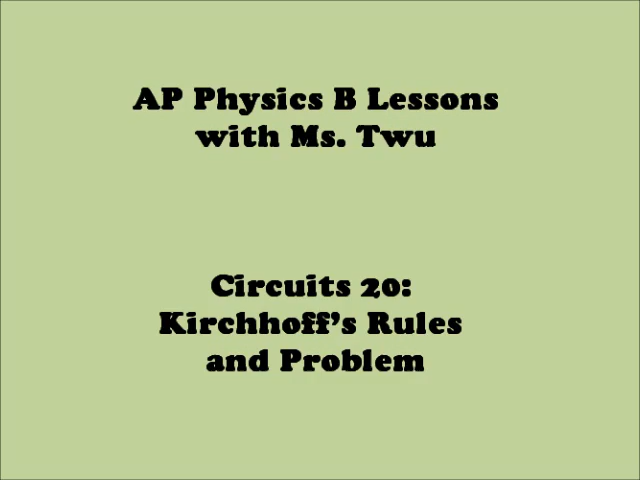 AP Physics B Lessons
with Ms. Twu
Circuits 20:
Kirchhoff’s Rules
and Problem